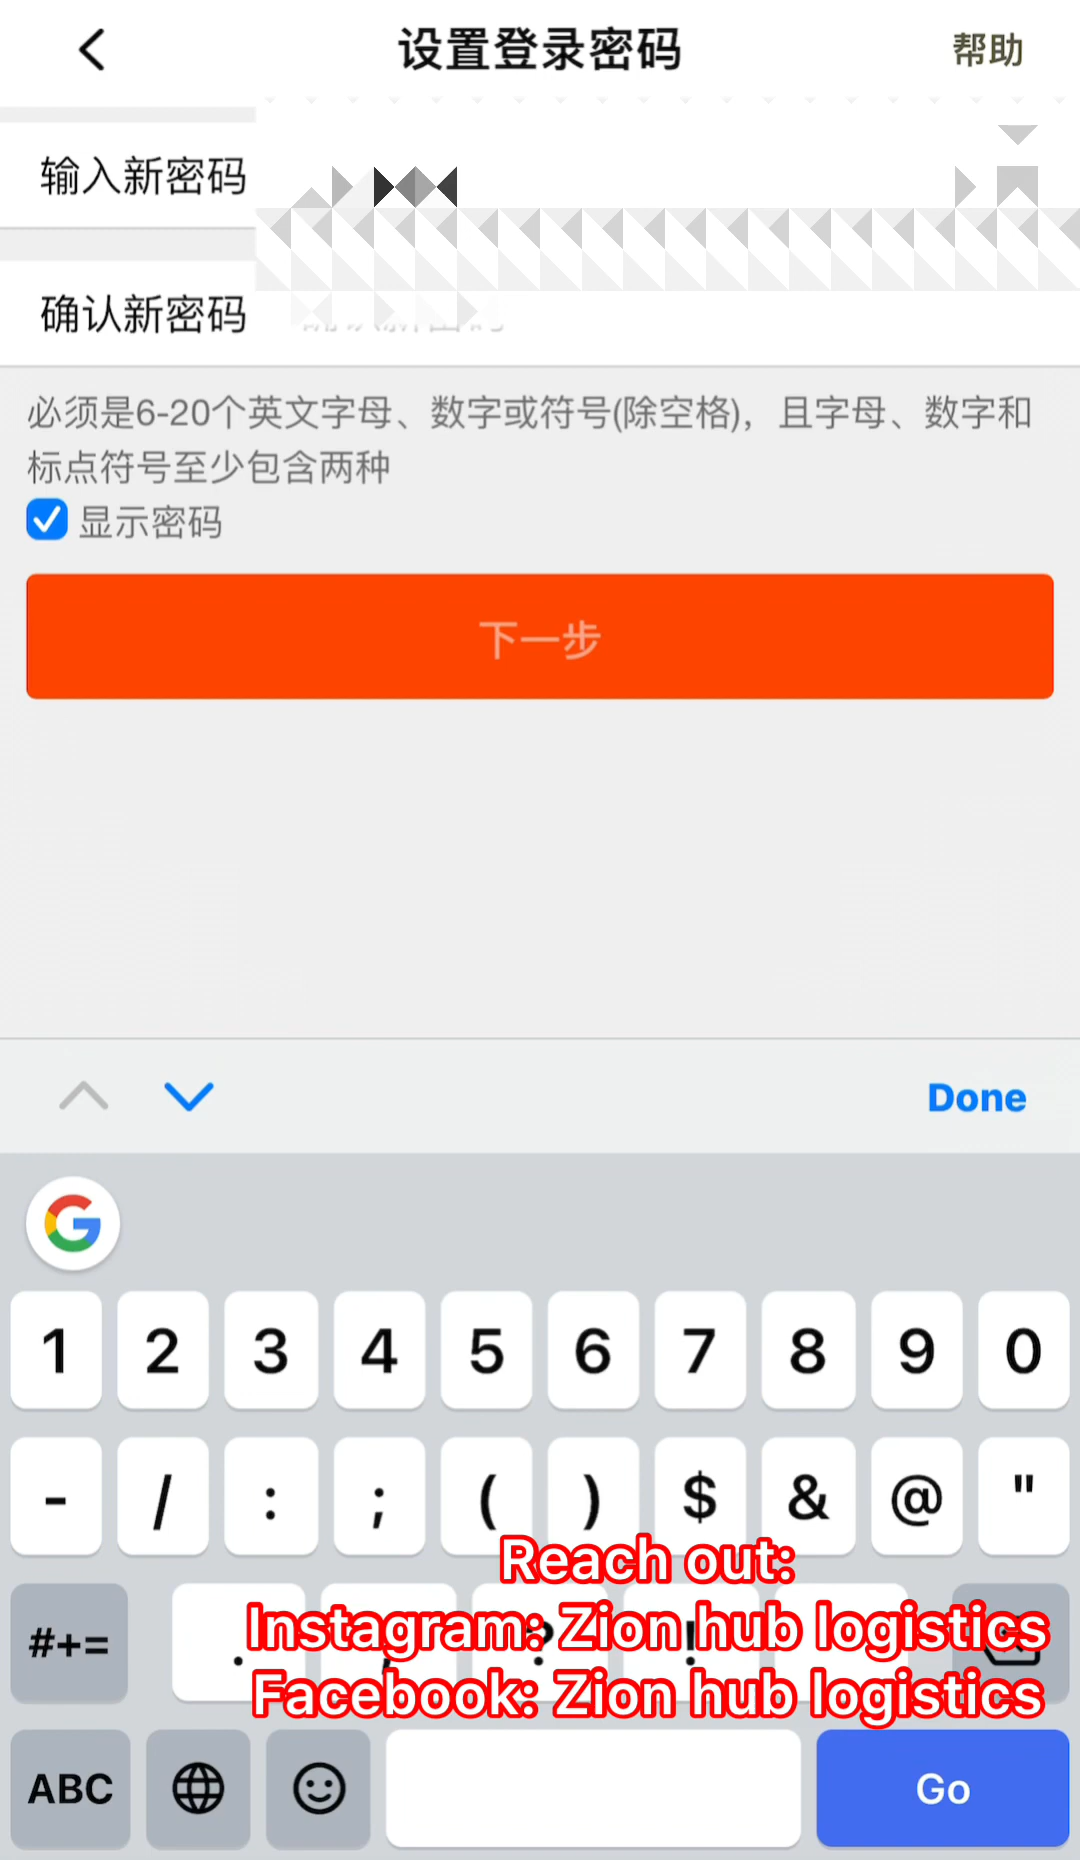 设置登录密码 帮助
输入新密码
确认新密码
必须是6-20个英文字母、数字或符号(除空格)，且字母、数字和
标点符号至少包含两种
显示密码
下一步
Done
1 2 3 4 5 6 7 8 9 0
- / : ; ( ) $ & @ "
Reach out:
#+= . , ? !
Instagram: Zion hub logistics
Facebook: Zion hub logistics
ABC Go